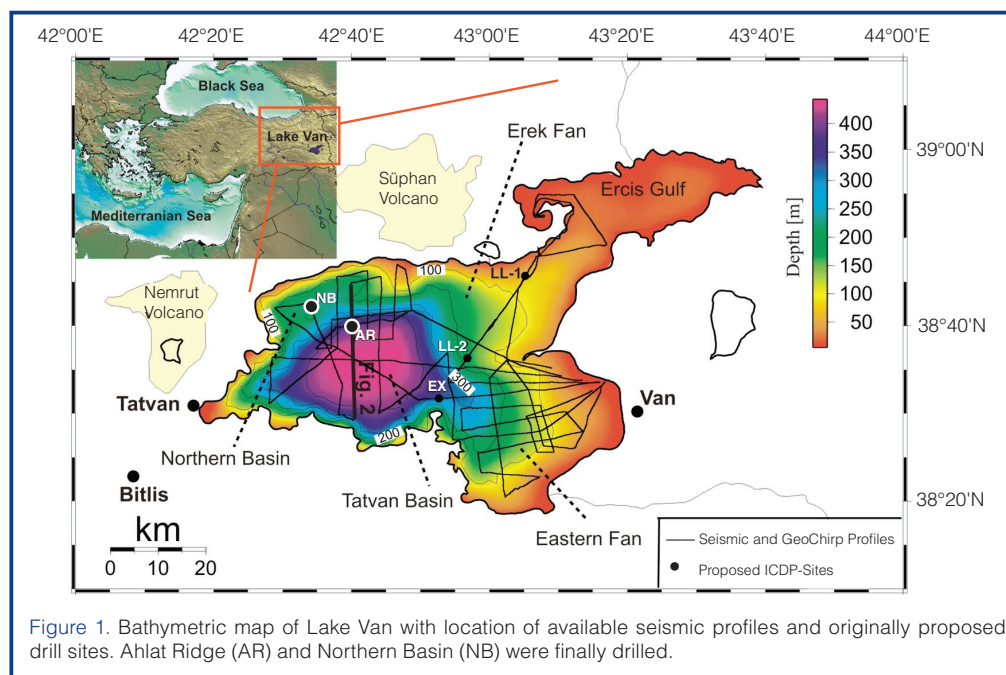 42°00' 42°20' 42°40' 43°00' 43°20' 43°40' 44°00'
Black Sea
Lake Van
Mediterranean Sea
Süphan
Volcano
Erek Fan
Ercis Gulf
400
350
300
250
200
150
100
50
Depth [m]
39°00'N
38°40'N
38°20'N
Nemrut
Volcano
100
100
NB
AR
LL-1
LL-2
EX
300
200
Fig. 2
Tatvan
Bitlis
Van
Northern Basin
Tatvan Basin
Eastern Fan
km
0 10 20
Seismic and GeoChirp Profiles
Proposed ICDP-Sites
Figure 1. Bathymetric map of Lake Van with location of available seismic profiles and originally proposed
drill sites. Ahlat Ridge (AR) and Northern Basin (NB) were finally drilled.